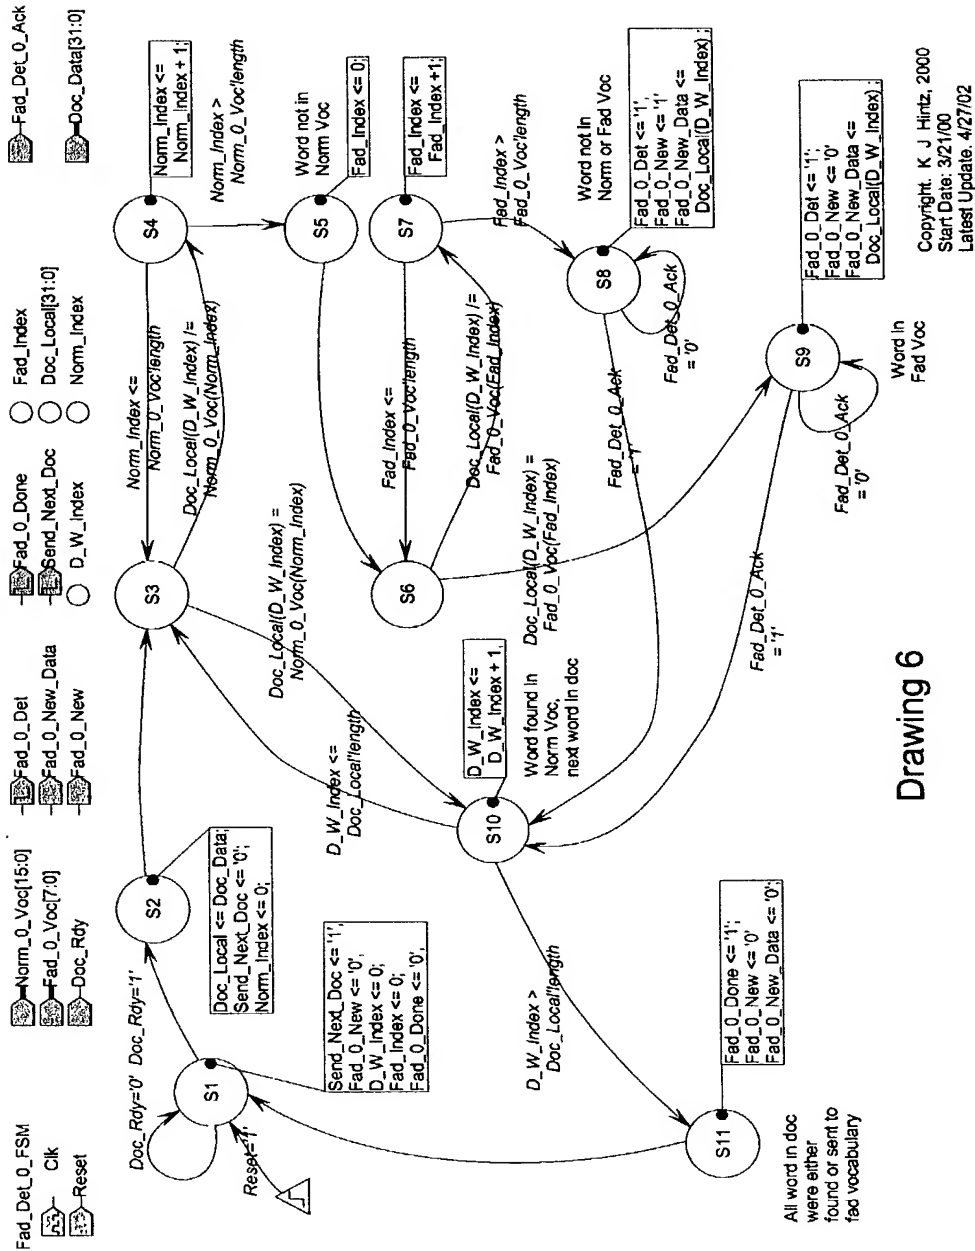 Fad_Det_0_FSM
Clk
Reset
Norm_0_Voc[15:0]
Fad_0_Voc[7:0]
Doc_Rdy
Fad_0_Det
Fad_0_New_Data
Fad_0_New
Fad_0_Done
Send_Next_Doc
D_W_Index
Fad_Index
Doc_Local[31:0]
Norm_Index
Fad_Det_0_Ack
Doc_Data[31:0]
Doc_Rdy='0'
Doc_Rdy='1'
Reset='1'
S1
Send_Next_Doc <= '1',
Fad_0_New <= '0',
D_W_Index <= 0;
Fad_Index <= 0;
Fad_0_Done <= '0',
S2
Doc_Local <= Doc_Data;
Send_Next_Doc <= '0';
Norm_Index <= 0;
S3
Norm_Index <=
Norm_0_Voc'length
Doc_Local(D_W_Index) /=
Norm_0_Voc(Norm_Index)
S4
Norm_Index <=
Norm_Index + 1;
Norm_Index >
Norm_0_Voc'length
Doc_Local(D_W_Index) =
Norm_0_Voc(Norm_Index)
D_W_Index <=
Doc_Local'length
S5
Word not in
Norm Voc
Fad_Index <= 0;
S6
Fad_Index <=
Fad_0_Voc'length
Doc_Local(D_W_Index) /=
Fad_0_Voc(Fad_Index)
S7
Fad_Index <=
Fad_Index +1;
Fad_Index >
Fad_0_Voc'length
Doc_Local(D_W_Index) =
Fad_0_Voc(Fad_Index)
S8
Word not in
Norm or Fad Voc
Fad_0_Det <= '1',
Fad_0_New <= '1'
Fad_0_New_Data <=
Doc_Local(D_W_Index) ;
Fad_Det_0_Ack
= '0'
Fad_Det_0_Ack
= '1'
S10
D_W_Index <=
D_W_Index + 1,
Word found in
Norm Voc,
next word in doc
S9
Fad_0_Det <= '1';
Fad_0_New <= '0'
Fad_0_New_Data <=
Doc_Local(D_W_Index) ;
Word in
Fad Voc
Fad_Det_0_Ack
= '0'
Fad_Det_0_Ack
= '1'
D_W_Index >
Doc_Local'length
S11
Fad_0_Done <= '1';
Fad_0_New <= '0'
Fad_0_New_Data <= '0';
All word in doc
were either
found or sent to
fad vocabulary
Drawing 6
Copyright. K J Hintz, 2000
Start Date: 3/21/00
Latest Update. 4/27/02